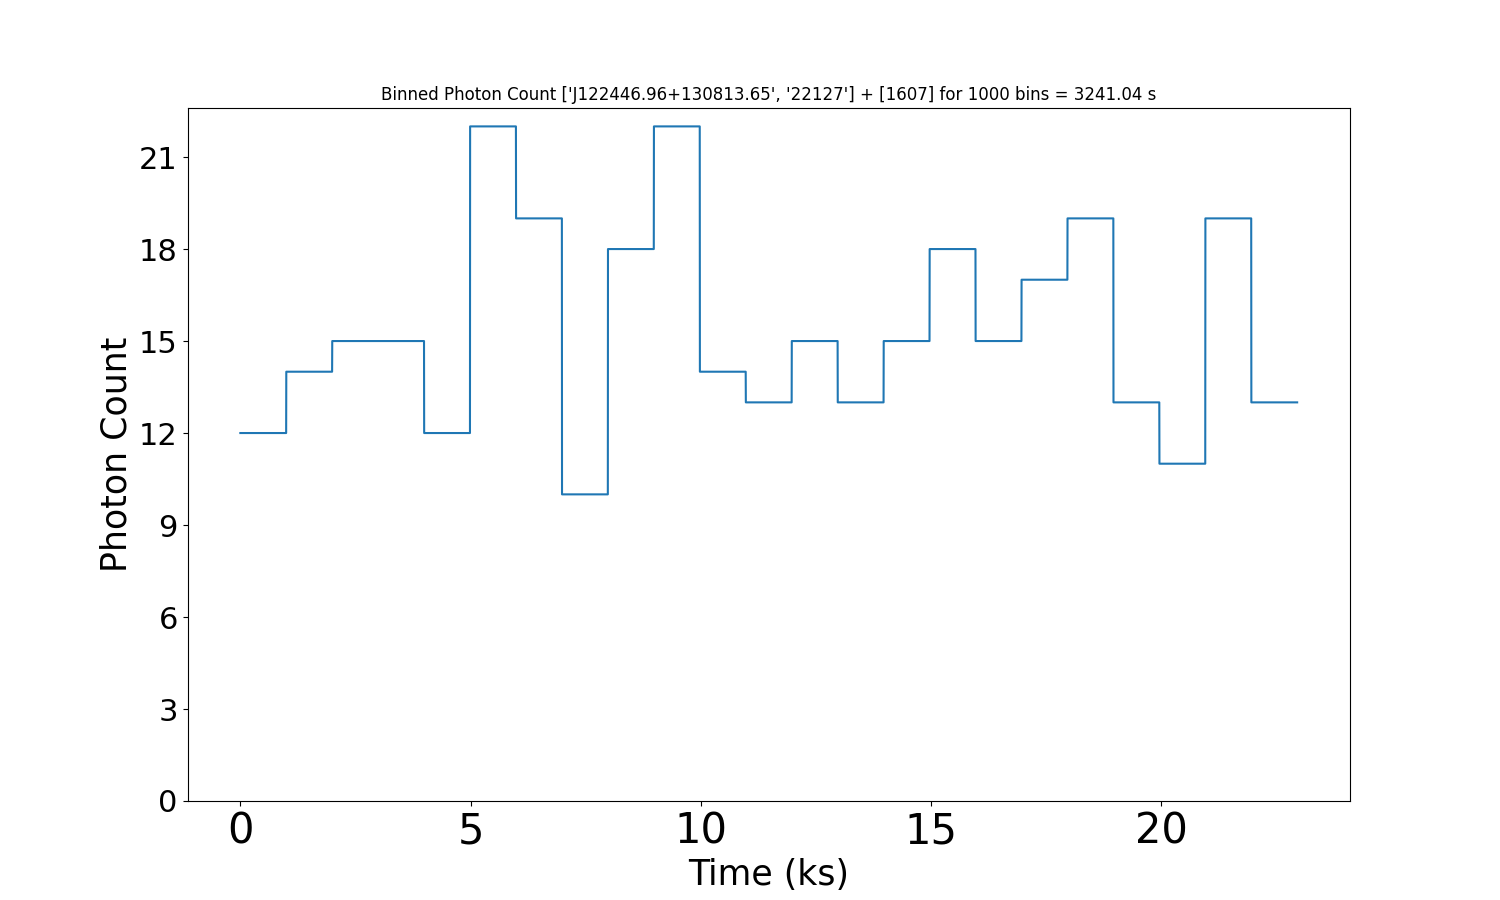 Binned Photon Count ['J122446.96+130813.65', '22127'] + [1607] for 1000 bins = 3241.04 s
21
18
15
12
9
6
3
0
Photon Count
0 5 10 15 20
Time (ks)